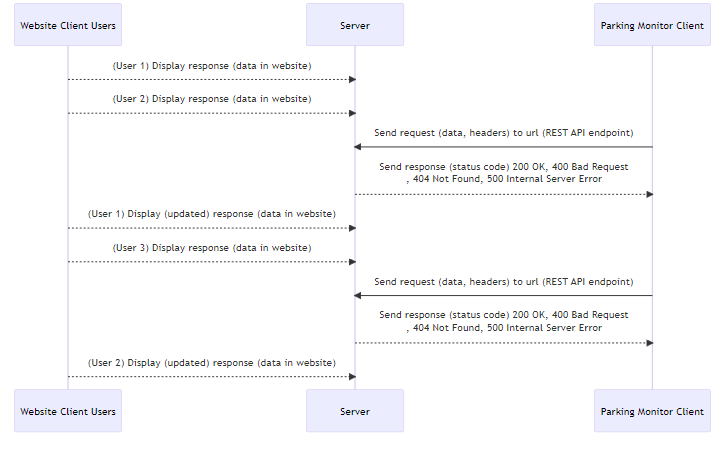 Website Client Users
Server
Parking Monitor Client
(User 1) Display response (data in website)
(User 2) Display response (data in website)
Send request (data, headers) to url (REST API endpoint)
Send response (status code) 200 OK, 400 Bad Request
, 404 Not Found, 500 Internal Server Error
(User 1) Display (updated) response (data in website)
(User 3) Display response (data in website)
Send request (data, headers) to url (REST API endpoint)
Send response (status code) 200 OK, 400 Bad Request
, 404 Not Found, 500 Internal Server Error
(User 2) Display (updated) response (data in website)
Website Client Users
Server
Parking Monitor Client